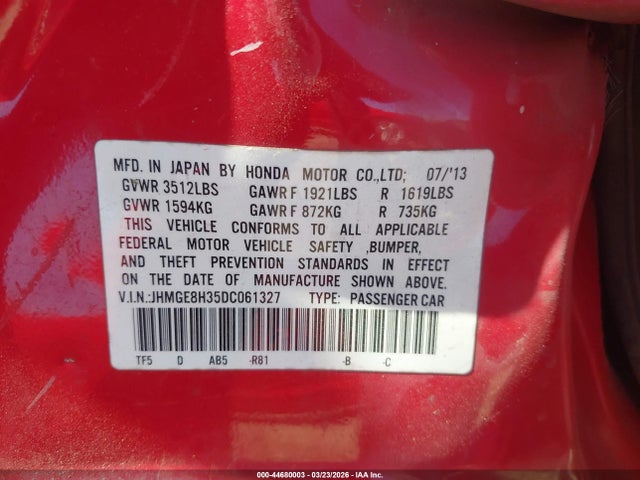 MFD. IN JAPAN BY HONDA MOTOR CO.,LTD; 07/'13
GVWR 3512LBS GAWR F 1921LBS R 1619LBS
GVWR 1594KG GAWR F 872KG R 735KG
THIS VEHICLE CONFORMS TO ALL APPLICABLE
FEDERAL MOTOR VEHICLE SAFETY ,BUMPER,
AND THEFT PREVENTION STANDARDS IN EFFECT
ON THE DATE OF MANUFACTURE SHOWN ABOVE.
V.I.N.:JHMGE8H35DC061327 TYPE: PASSENGER CAR
TF5 D AB5 -R81 -B -C
000-44680003 - 03/23/2026 - IAA Inc.